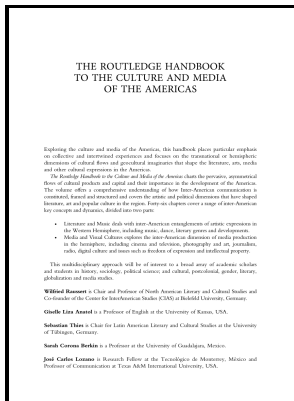 THE ROUTLEDGE HANDBOOK
TO THE CULTURE AND MEDIA
OF THE AMERICAS
Exploring the culture and media of the Americas, this handbook places particular emphasis
on collective and intertwined experiences and focuses on the transnational or hemispheric
dimensions of cultural flows and geocultural imaginaries that shape the literature, arts, media
and other cultural expressions in the Americas.
The Routledge Handbook to the Culture and Media of the Americas charts the pervasive, asymmetrical
flows of cultural products and capital and their importance in the development of the Americas.
The volume offers a comprehensive understanding of how inter-American communication is
constituted, framed and structured and covers the artistic and political dimensions that have shaped
literature, art and popular culture in the region. Forty-six chapters cover a range of inter-American
key concepts and dynamics, divided into two parts:
• Literature and Music deals with inter-American entanglements of artistic expressions in
the Western Hemisphere, including music, dance, literary genres and developments.
• Media and Visual Cultures explores the inter-American dimension of media production
in the hemisphere, including cinema and television, photography and art, journalism,
radio, digital culture and issues such as freedom of expression and intellectual property.
This multidisciplinary approach will be of interest to a broad array of academic scholars
and students in history, sociology, political science; and cultural, postcolonial, gender, literary,
globalization and media studies.
Wilfried Raussert is Chair and Professor of North American Literature and Cultural Studies and
Co-founder of the Center for InterAmerican Studies (CIAS) at Bielefeld University, Germany.
Giselle Liza Anatol is a Professor of English at the University of Kansas, USA.
Sebastian Thies is Chair for Latin American Literary and Cultural Studies at the University
of Tübingen, Germany.
Sarah Corona Berkin is a Professor at the University of Guadalajara, Mexico.
José Carlos Lozano is Research Fellow at the Tecnológico de Monterrey, México and
Professor of Communication at Texas A&M International University, USA.